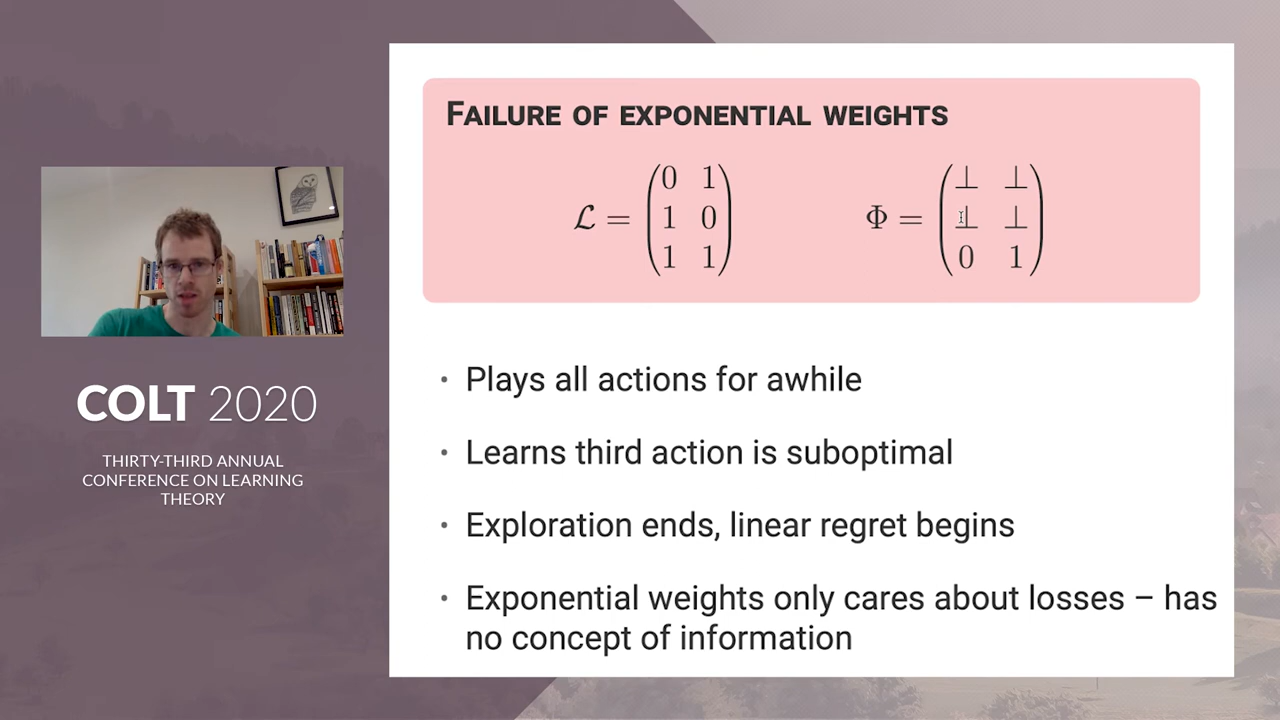 FAILURE OF EXPONENTIAL WEIGHTS
ℒ = (0 1
1 0
1 1)
Φ = (⊥ ⊥
⊥ ⊥
0 1)
• Plays all actions for awhile
• Learns third action is suboptimal
• Exploration ends, linear regret begins
• Exponential weights only cares about losses – has
no concept of information
COLT 2020
THIRTY-THIRD ANNUAL
CONFERENCE ON LEARNING
THEORY